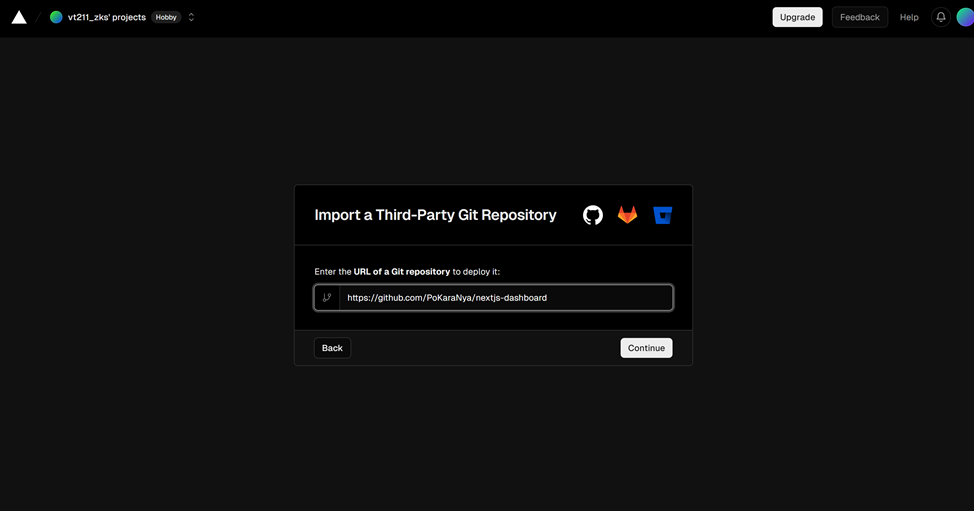 vt211_zks' projects Hobby
Upgrade Feedback Help
Import a Third-Party Git Repository
Enter the URL of a Git repository to deploy it:
https://github.com/PoKaraNya/nextjs-dashboard
Back Continue